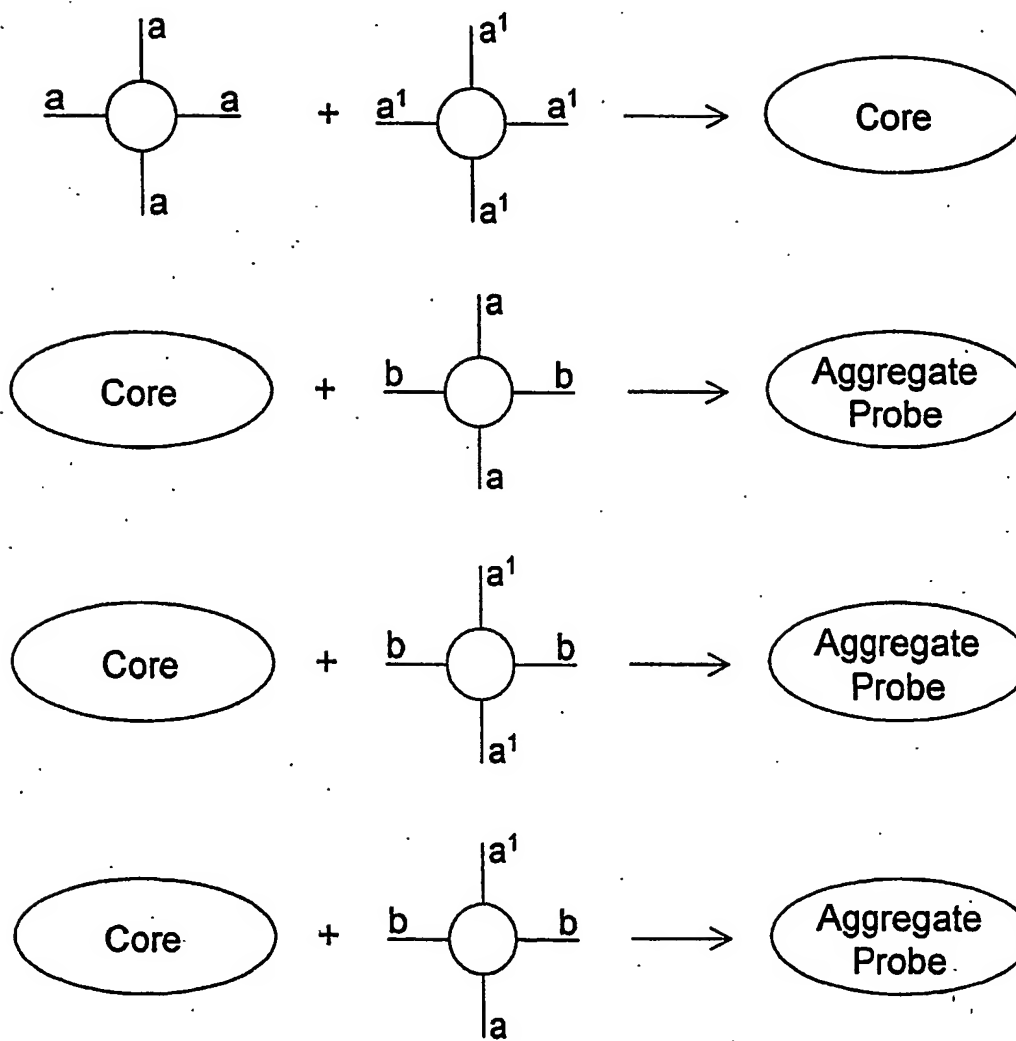 a a¹
a a + a¹ a¹ → Core
a a¹
a
Core + b b → Aggregate Probe
a
a¹
Core + b b → Aggregate Probe
a¹
a¹
Core + b b → Aggregate Probe
a